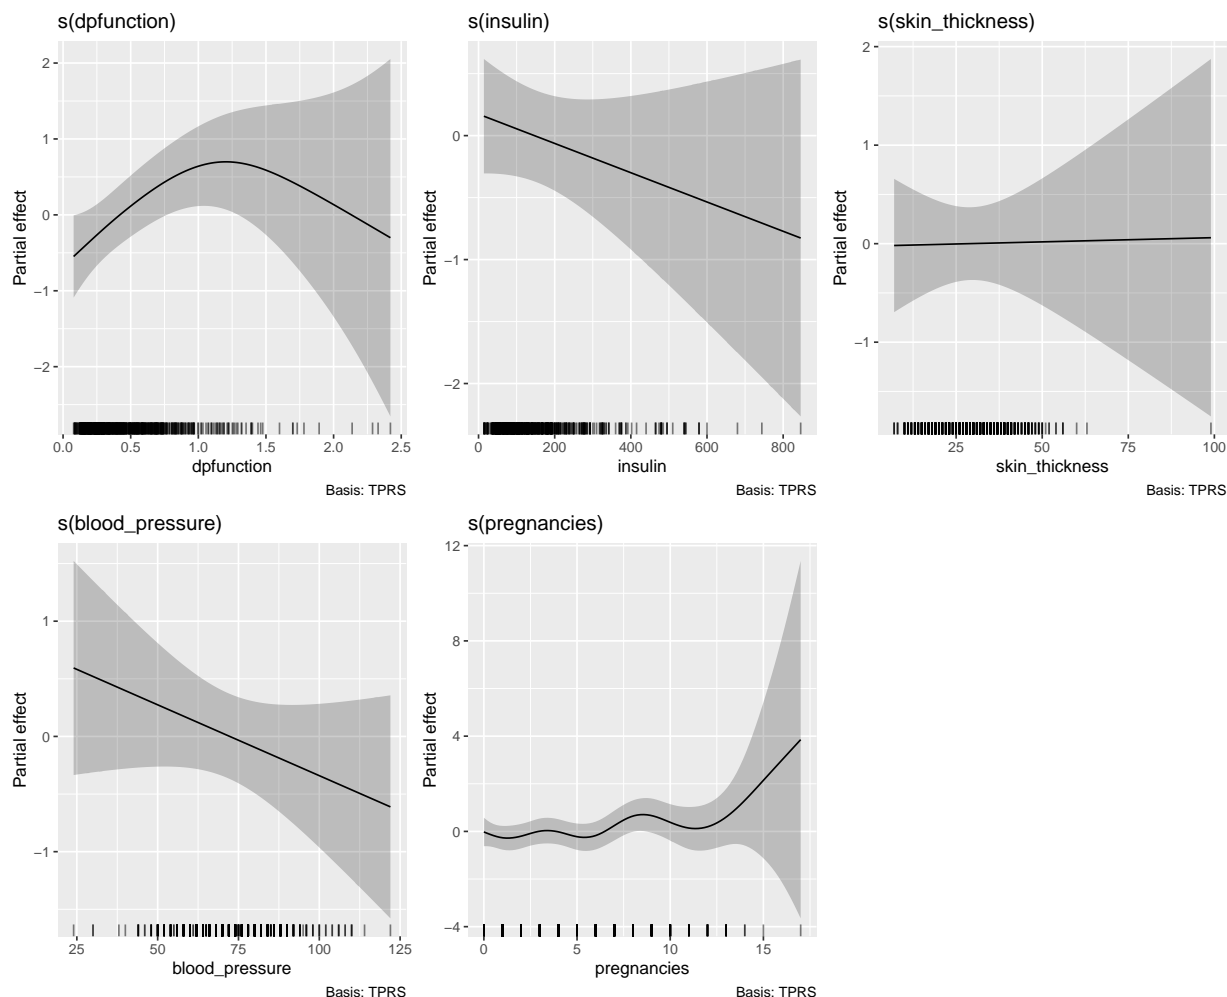 s(dpfunction)
2
1
0
−1
−2
Partial effect
0.0 0.5 1.0 1.5 2.0 2.5
dpfunction
Basis: TPRS
s(insulin)
0
−1
−2
Partial effect
0 200 400 600 800
insulin
Basis: TPRS
s(skin_thickness)
2
1
0
−1
Partial effect
25 50 75 100
skin_thickness
Basis: TPRS
s(blood_pressure)
1
0
−1
Partial effect
25 50 75 100 125
blood_pressure
Basis: TPRS
s(pregnancies)
12
8
4
0
−4
Partial effect
0 5 10 15
pregnancies
Basis: TPRS